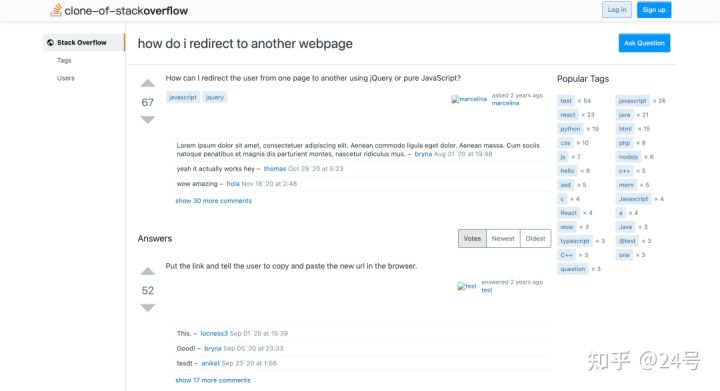 clone-of-stackoverflow
Log in
Sign up
Stack Overflow
Tags
Users
how do i redirect to another webpage
Ask Question
67
How can I redirect the user from one page to another using jQuery or pure JavaScript?
javascript
jquery
marcelina
asked 2 years ago
marcelina
Lorem ipsum dolor sit amet, consectetuer adipiscing elit. Aenean commodo ligula eget dolor. Aenean massa. Cum sociis
natoque penatibus et magnis dis parturient montes, nascetur ridiculus mus. – bryna Aug 31`20 at 19:48
yeah it actually works hey – thomas Oct 29`20 at 5:23
wow amazing – hola Nov 18`20 at 2:48
show 30 more comments
Answers
Votes
Newest
Oldest
52
Put the link and tell the user to copy and paste the new url in the browser.
test
answered 2 years ago
test
This. – locness3 Sep 01`20 at 15:39
Good! – bryna Sep 05`20 at 23:33
tesdt – aniket Sep 23`20 at 1:56
show 17 more comments
Popular Tags
test × 54
javascript × 26
react × 23
java × 21
python × 19
html × 15
css × 10
php × 8
js × 7
nodejs × 6
hello × 6
c++ × 5
asd × 5
mern × 5
c × 4
Javascript × 4
React × 4
a × 4
wow × 3
Java × 3
typescript × 3
@test × 3
C++ × 3
one × 3
question × 3
知乎 @24号